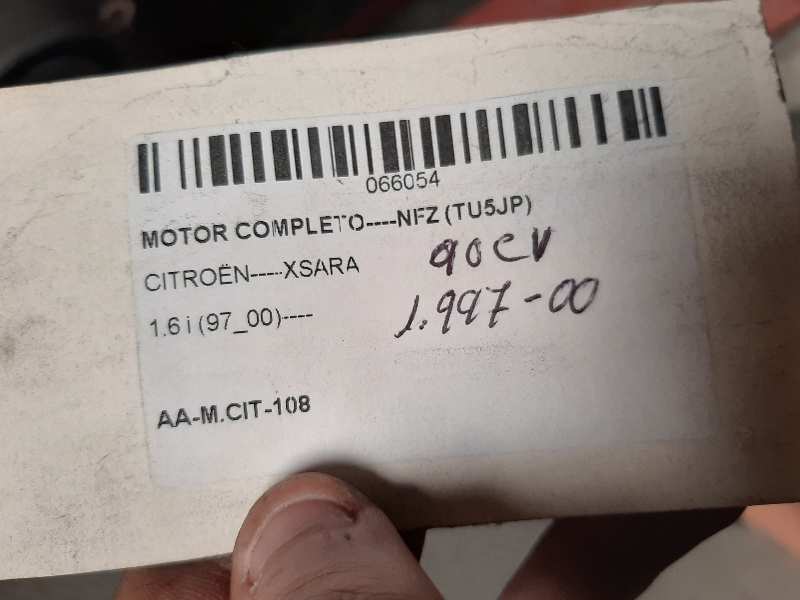 066054
MOTOR COMPLETO----NFZ (TU5JP)
CITROËN-----XSARA
90CV
1.6 i (97_00)----
1.997-00
AA-M.CIT-108